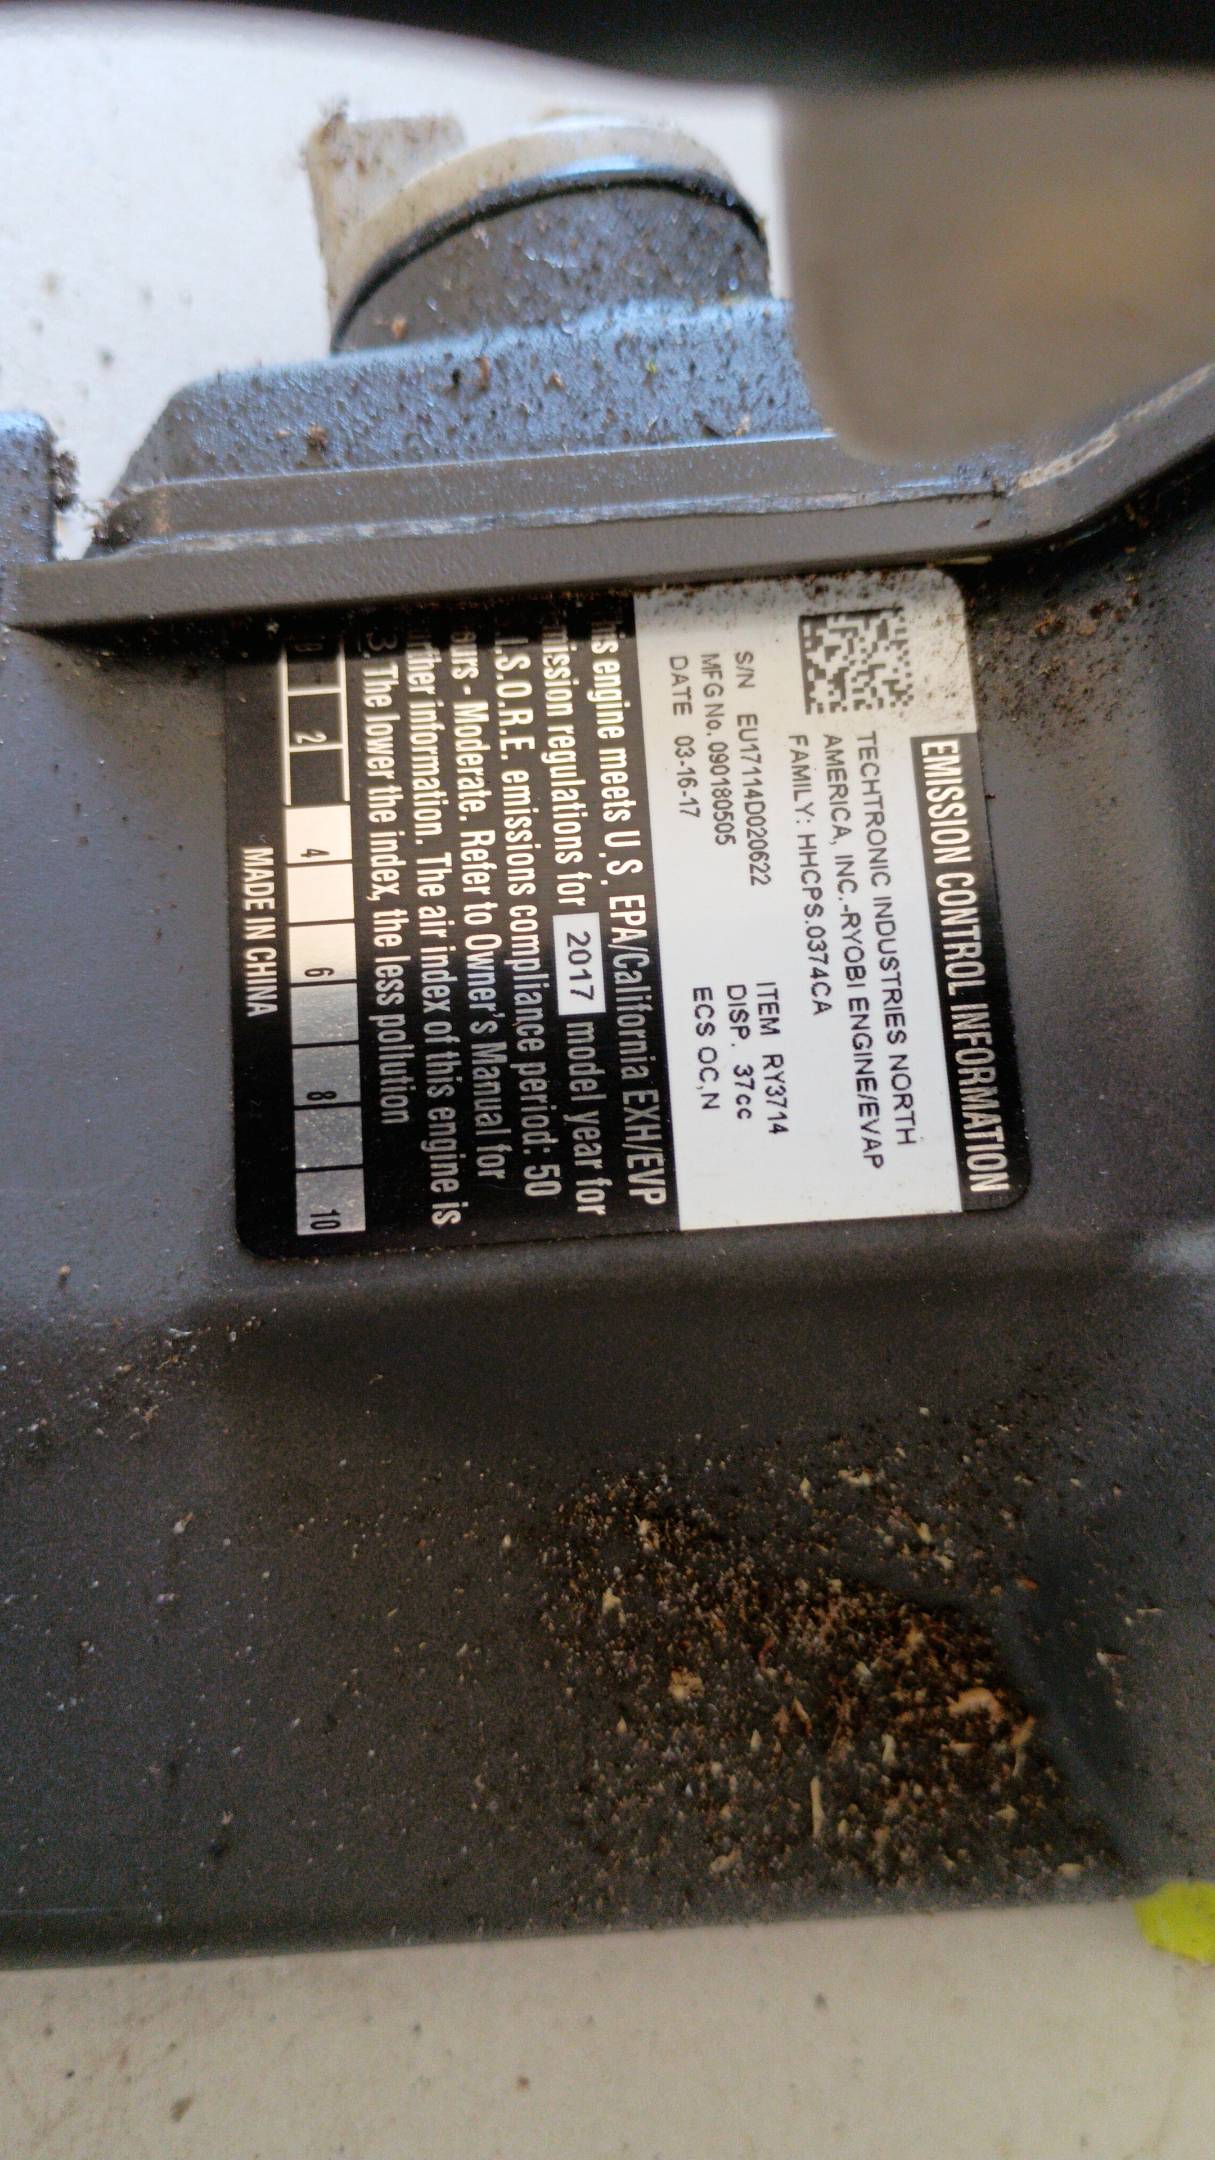 EMISSION CONTROL INFORMATION
TECHTRONIC INDUSTRIES NORTH
AMERICA, INC.-RYOBI ENGINE/EVAP
FAMILY: HHCPS.0374CA
S/N EU17114D020622 ITEM RY3714
MFG No. 090180505 DISP. 37cc
DATE 03-16-17 ECS OC,N
engine meets U.S. EPA/California EXH/EVP
mission regulations for 2017 model year for
.S.O.R.E. emissions compliance period: 50
urs - Moderate. Refer to Owner's Manual for
ther information. The air index of this engine is
3. The lower the index, the less pollution
2 4 6 8 10
MADE IN CHINA